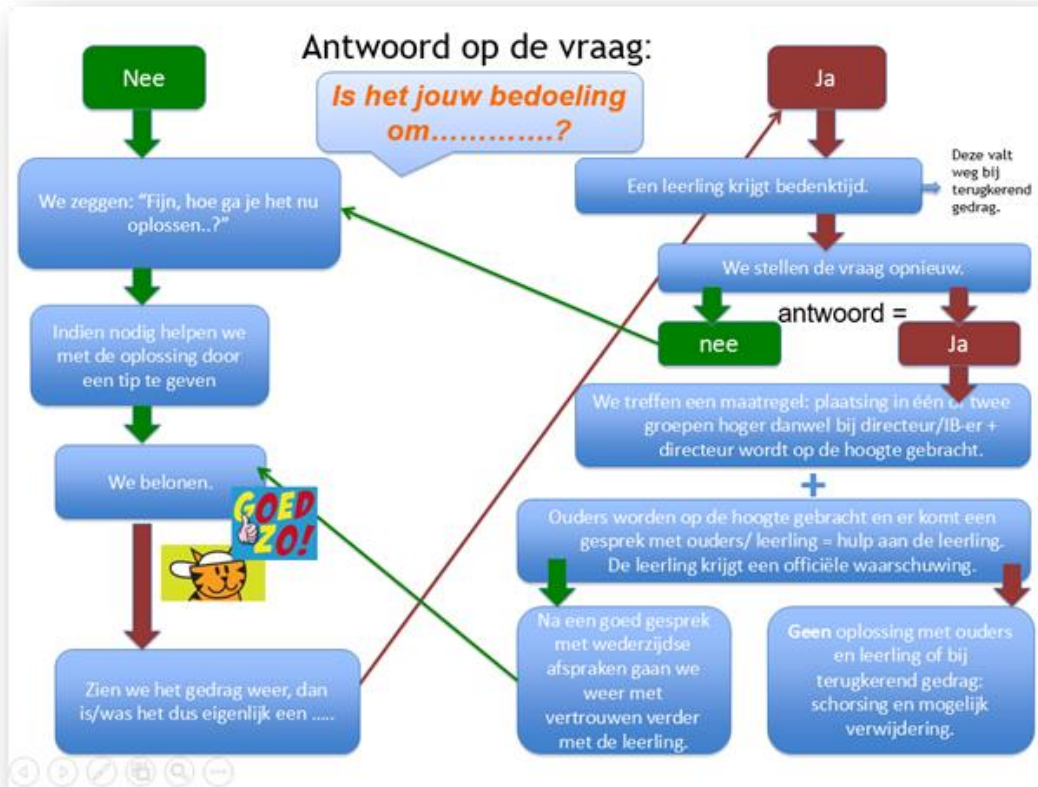 Antwoord op de vraag:
Is het jouw bedoeling
om………….?
Nee
We zeggen: “Fijn, hoe ga je het nu
oplossen..?”
Indien nodig helpen we
met de oplossing door
een tip te geven
We belonen.
GOED
ZO!
Zien we het gedrag weer, dan
is/was het dus eigenlijk een …..
Ja
Een leerling krijgt bedenktijd.
Deze valt
weg bij
terugkerend
gedrag.
We stellen de vraag opnieuw.
antwoord =
nee
Ja
We treffen een maatregel: plaatsing in één of twee
groepen hoger danwel bij directeur/IB-er +
directeur wordt op de hoogte gebracht.
+
Ouders worden op de hoogte gebracht en er komt een
gesprek met ouders/ leerling = hulp aan de leerling.
De leerling krijgt een officiële waarschuwing.
Na een goed gesprek
met wederzijdse
afspraken gaan we
weer met
vertrouwen verder
met de leerling.
Geen oplossing met ouders
en leerling of bij
terugkerend gedrag:
schorsing en mogelijk
verwijdering.